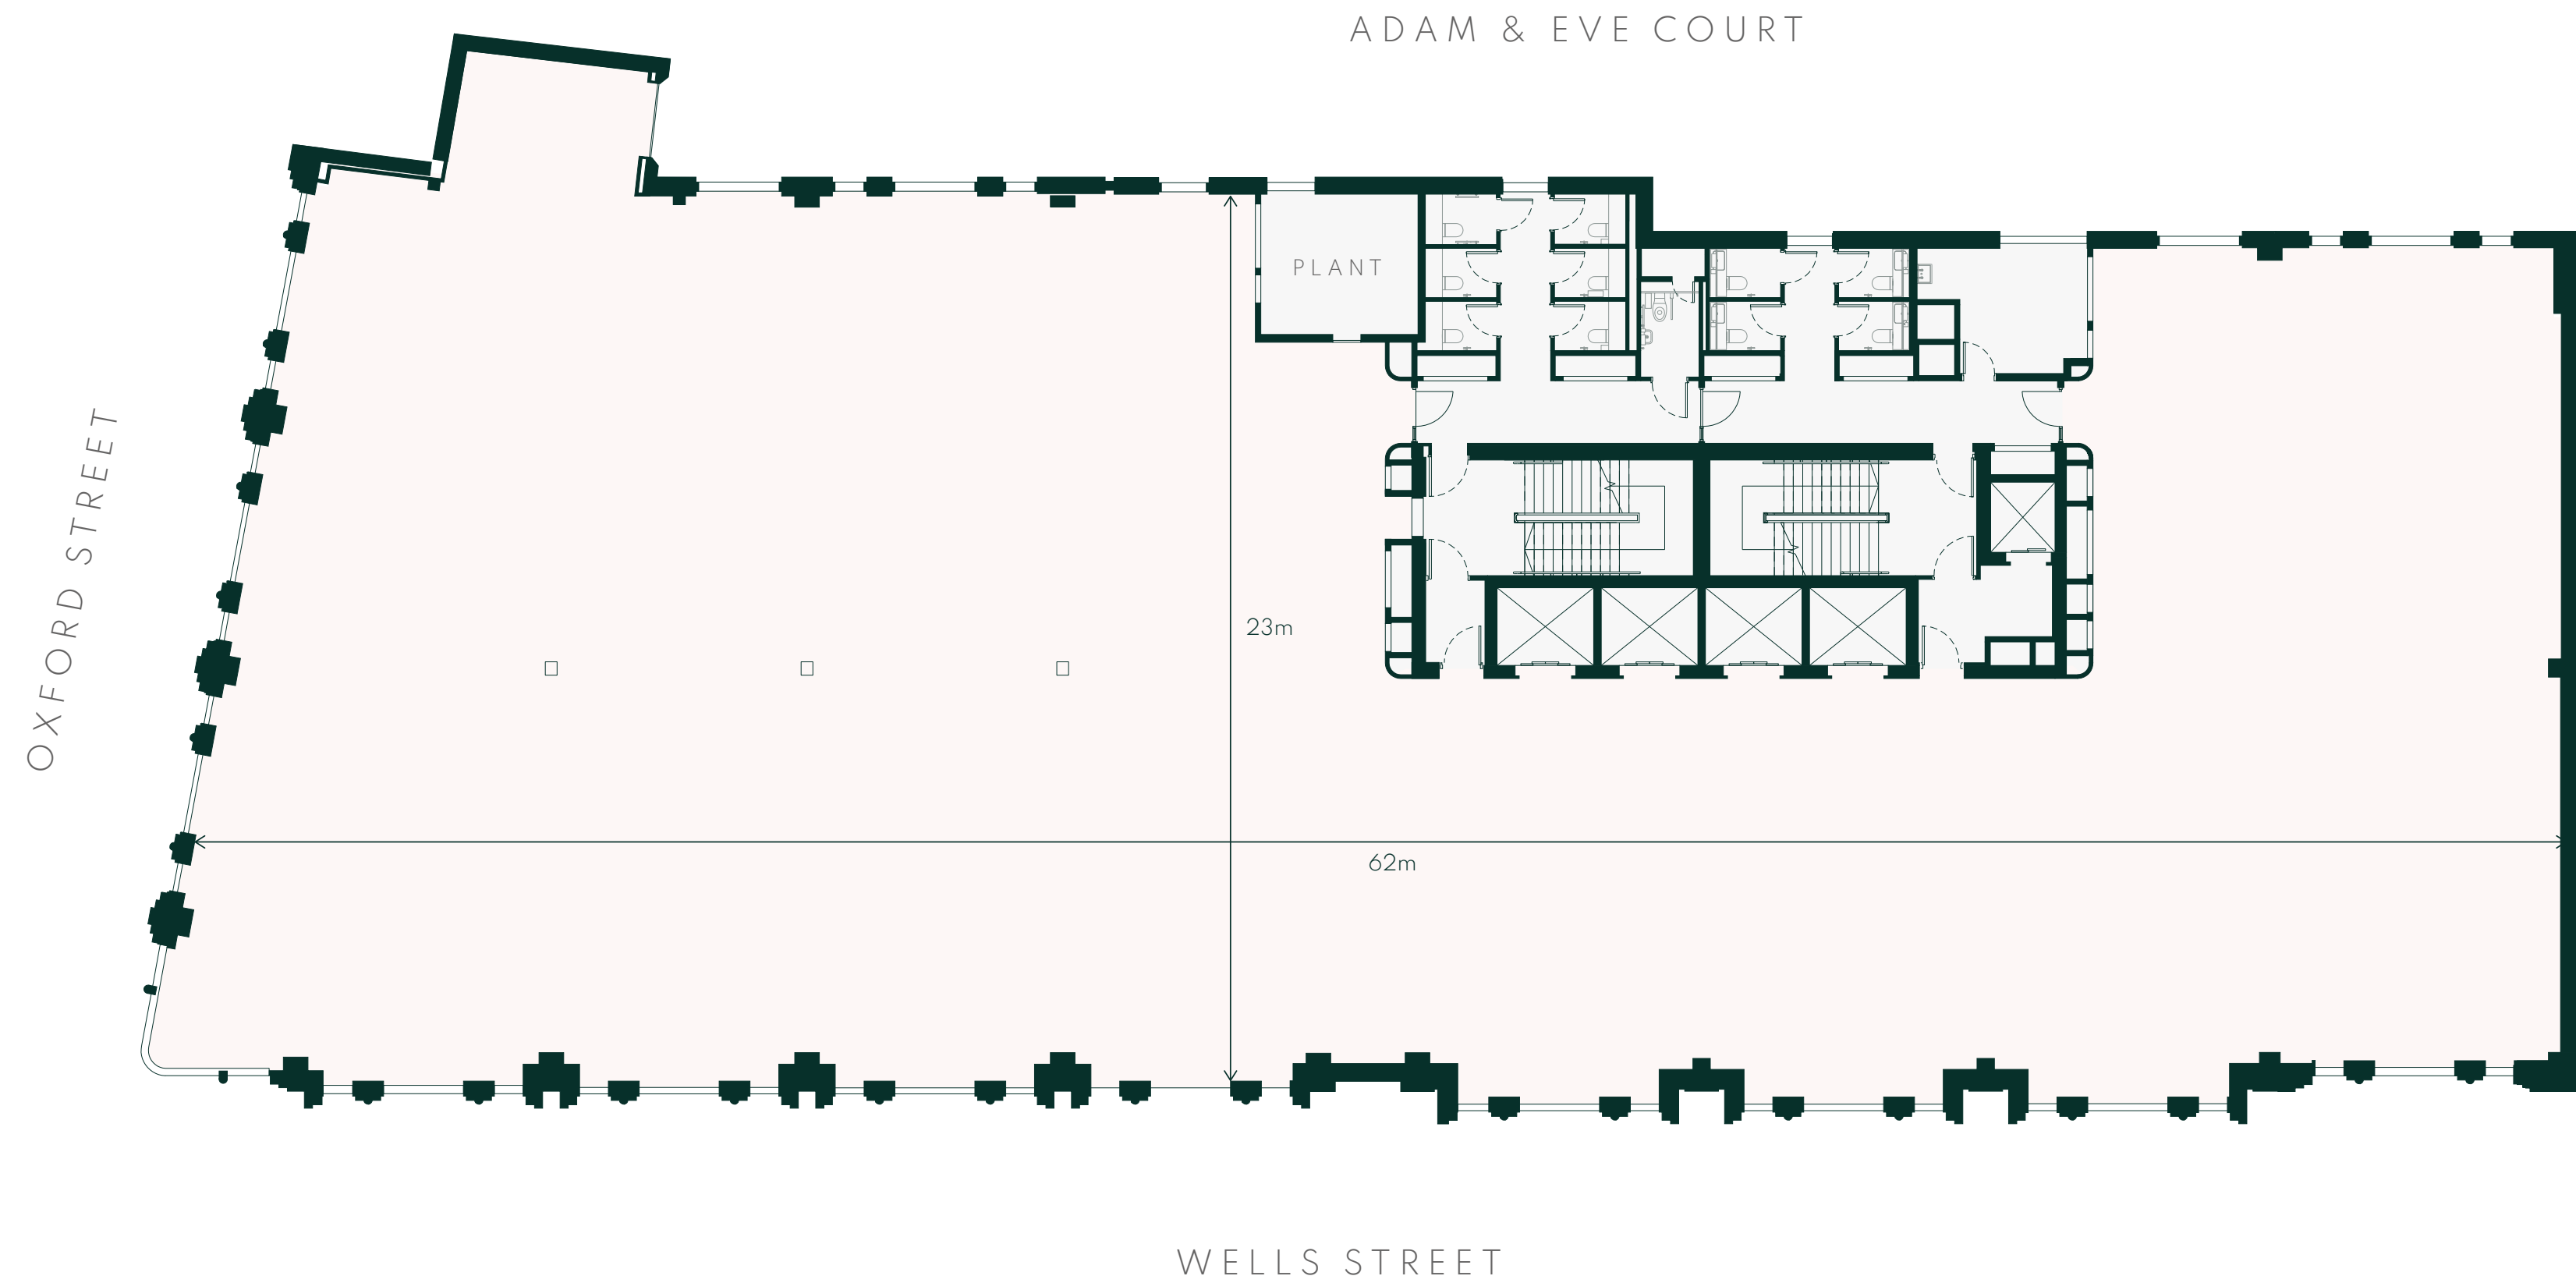 ADAM & EVE COURT
PLANT
OXFORD STREET
23m
62m
WELLS STREET